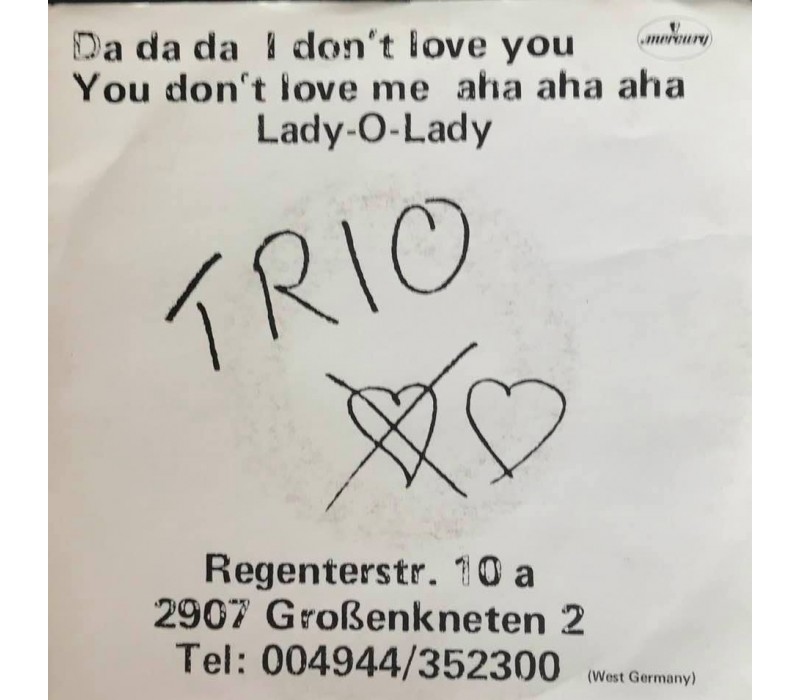 Da da da I don't love you
mercury
You don't love me aha aha aha
Lady-O-Lady
TRIO
Regenterstr. 10 a
2907 Großenkneten 2
Tel: 004944/352300
(West Germany)